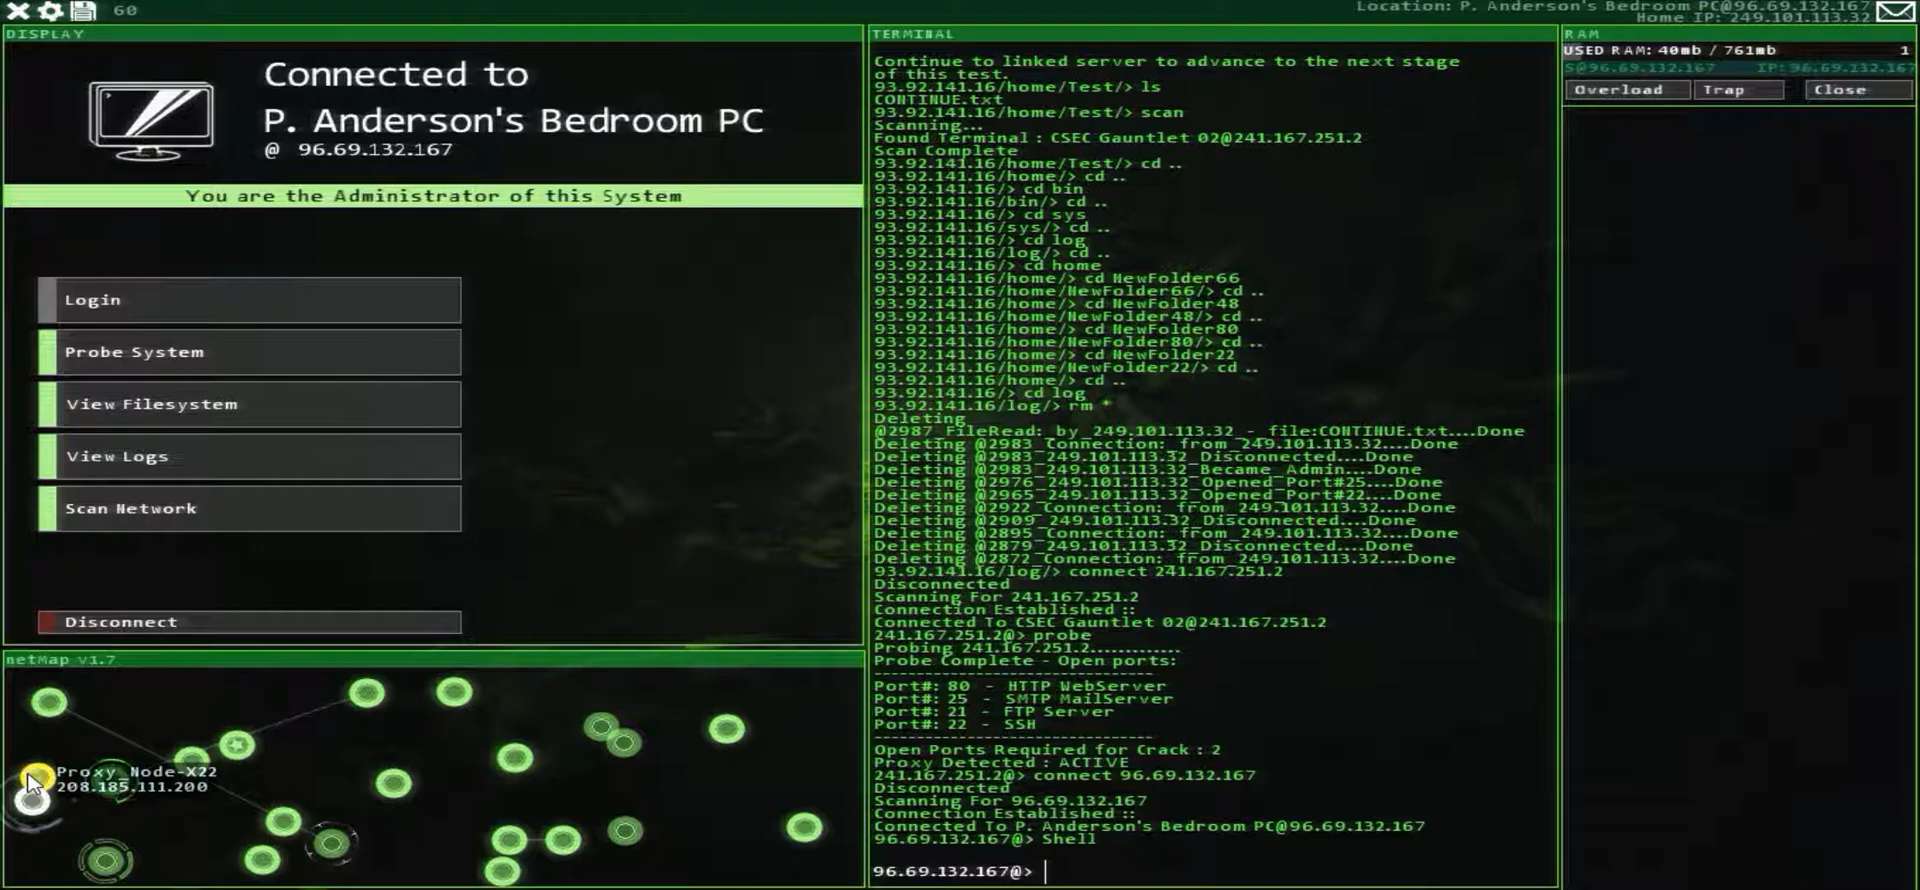 60
Location: P. Anderson's Bedroom PC@96.69.132.167
Home IP: 249.101.113.32
DISPLAY
Connected to
P. Anderson's Bedroom PC
@ 96.69.132.167
You are the Administrator of this System
Login
Probe System
View Filesystem
View Logs
Scan Network
Disconnect
netMap v1.7
Proxy_Node-X22
208.185.111.200
TERMINAL
Continue to linked server to advance to the next stage
of this test.
93.92.141.16/home/Test/> ls
CONTINUE.txt
93.92.141.16/home/Test/> scan
Scanning...
Found Terminal : CSEC Gauntlet 02@241.167.251.2
Scan Complete
93.92.141.16/home/Test/> cd ..
93.92.141.16/home/> cd ..
93.92.141.16/> cd bin
93.92.141.16/bin/> cd ..
93.92.141.16/> cd sys
93.92.141.16/sys/> cd ..
93.92.141.16/> cd log
93.92.141.16/log/> cd ..
93.92.141.16/> cd home
93.92.141.16/home/> cd NewFolder66
93.92.141.16/home/NewFolder66/> cd ..
93.92.141.16/home/> cd NewFolder48
93.92.141.16/home/NewFolder48/> cd ..
93.92.141.16/home/> cd NewFolder80
93.92.141.16/home/NewFolder80/> cd ..
93.92.141.16/home/> cd NewFolder22
93.92.141.16/home/NewFolder22/> cd ..
93.92.141.16/home/> cd ..
93.92.141.16/> cd log
93.92.141.16/log/> rm *
Deleting
@2987_FileRead:_by_249.101.113.32_-_file:CONTINUE.txt....Done
Deleting @2983_Connection:_from_249.101.113.32....Done
Deleting @2983_249.101.113.32_Disconnected....Done
Deleting @2983_249.101.113.32_Became_Admin....Done
Deleting @2976_249.101.113.32_Opened_Port#25....Done
Deleting @2965_249.101.113.32_Opened_Port#22....Done
Deleting @2922_Connection:_from_249.101.113.32....Done
Deleting @2909_249.101.113.32_Disconnected....Done
Deleting @2895_Connection:_from_249.101.113.32....Done
Deleting @2879_249.101.113.32_Disconnected....Done
Deleting @2872_Connection:_from_249.101.113.32....Done
93.92.141.16/log/> connect 241.167.251.2
Disconnected
Scanning For 241.167.251.2
Connection Established ::
Connected To CSEC Gauntlet 02@241.167.251.2
241.167.251.2@> probe
Probing 241.167.251.2.............
Probe Complete - Open ports:
---------------------------------
Port#: 80 - HTTP WebServer
Port#: 25 - SMTP MailServer
Port#: 21 - FTP Server
Port#: 22 - SSH
---------------------------------
Open Ports Required for Crack : 2
Proxy Detected : ACTIVE
241.167.251.2@> connect 96.69.132.167
Disconnected
Scanning For 96.69.132.167
Connection Established ::
Connected To P. Anderson's Bedroom PC@96.69.132.167
96.69.132.167@> Shell
96.69.132.167@>
RAM
USED RAM: 40mb / 761mb 1
S@96.69.132.167 IP: 96.69.132.167
Overload Trap Close